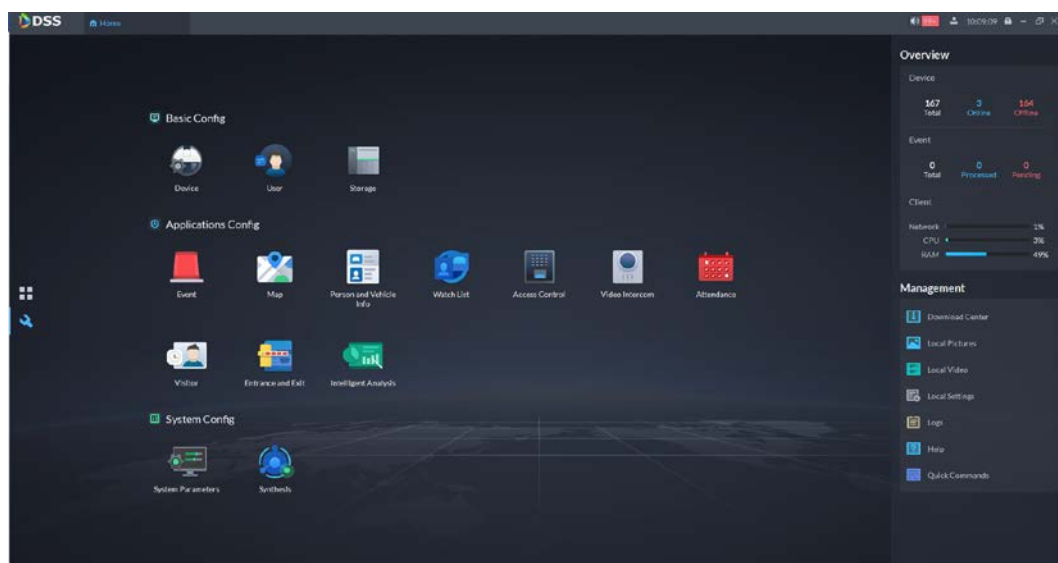 DSS
Home
99+
10:09:09
Basic Config
Device
User
Storage
Applications Config
Event
Map
Person and Vehicle
Info
Watch List
Access Control
Video Intercom
Attendance
Visitor
Entrance and Exit
Intelligent Analysis
System Config
System Parameters
Synthesis
Overview
Device
167 3 164
Total Online Offline
Event
0 0 0
Total Processed Pending
Client
Network 1%
CPU 3%
RAM 49%
Management
Download Center
Local Pictures
Local Video
Local Settings
Logs
Help
Quick Commands